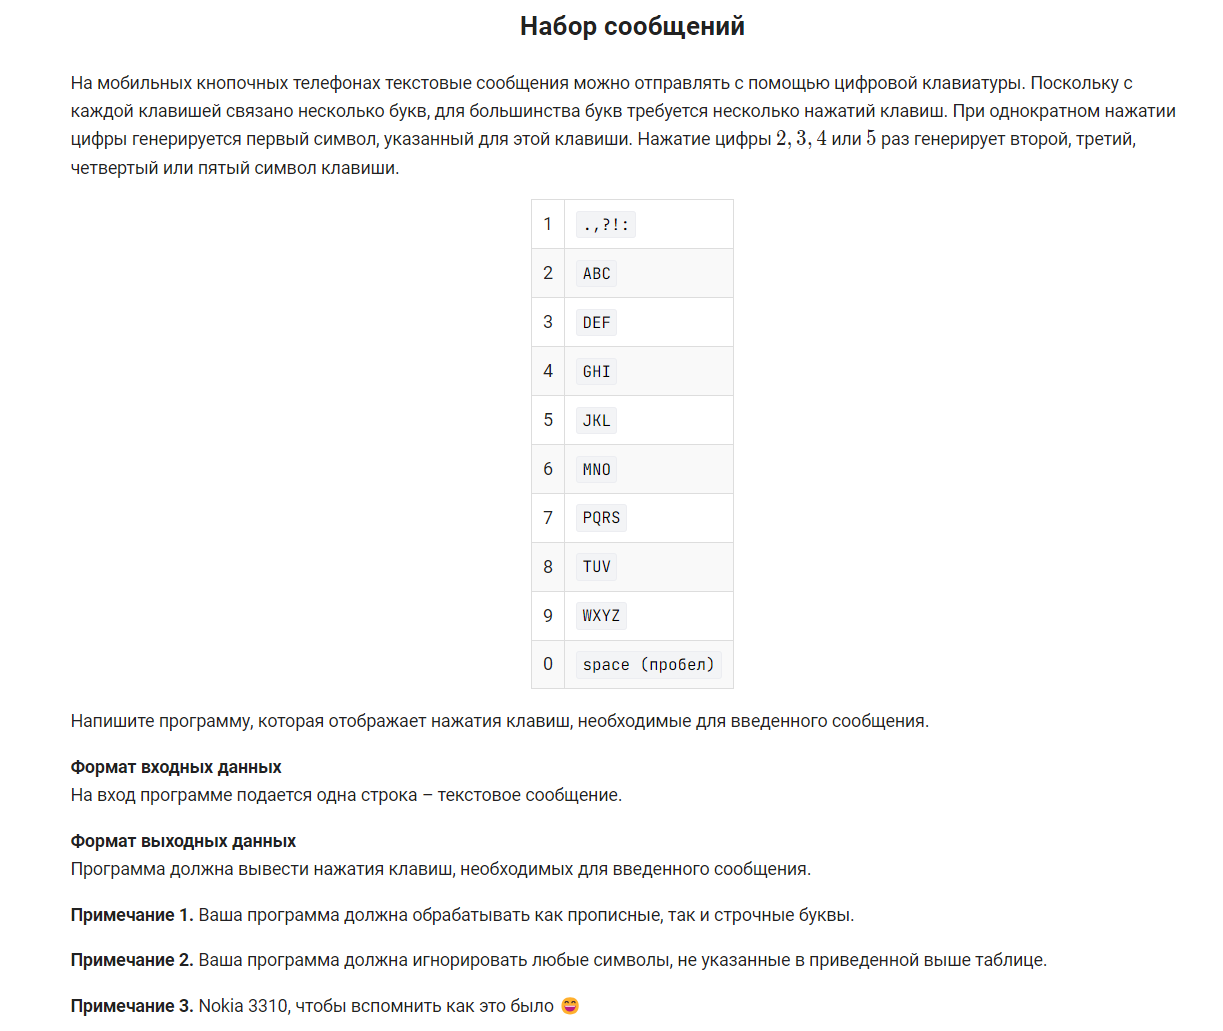 Набор сообщений
На мобильных кнопочных телефонах текстовые сообщения можно отправлять с помощью цифровой клавиатуры. Поскольку с
каждой клавишей связано несколько букв, для большинства букв требуется несколько нажатий клавиш. При однократном нажатии
цифры генерируется первый символ, указанный для этой клавиши. Нажатие цифры 2, 3, 4 или 5 раз генерирует второй, третий,
четвертый или пятый символ клавиши.
1 .,?!:
2 ABC
3 DEF
4 GHI
5 JKL
6 MNO
7 PQRS
8 TUV
9 WXYZ
0 space (пробел)
Напишите программу, которая отображает нажатия клавиш, необходимые для введенного сообщения.
Формат входных данных
На вход программе подается одна строка – текстовое сообщение.
Формат выходных данных
Программа должна вывести нажатия клавиш, необходимых для введенного сообщения.
Примечание 1. Ваша программа должна обрабатывать как прописные, так и строчные буквы.
Примечание 2. Ваша программа должна игнорировать любые символы, не указанные в приведенной выше таблице.
Примечание 3. Nokia 3310, чтобы вспомнить как это было 😄